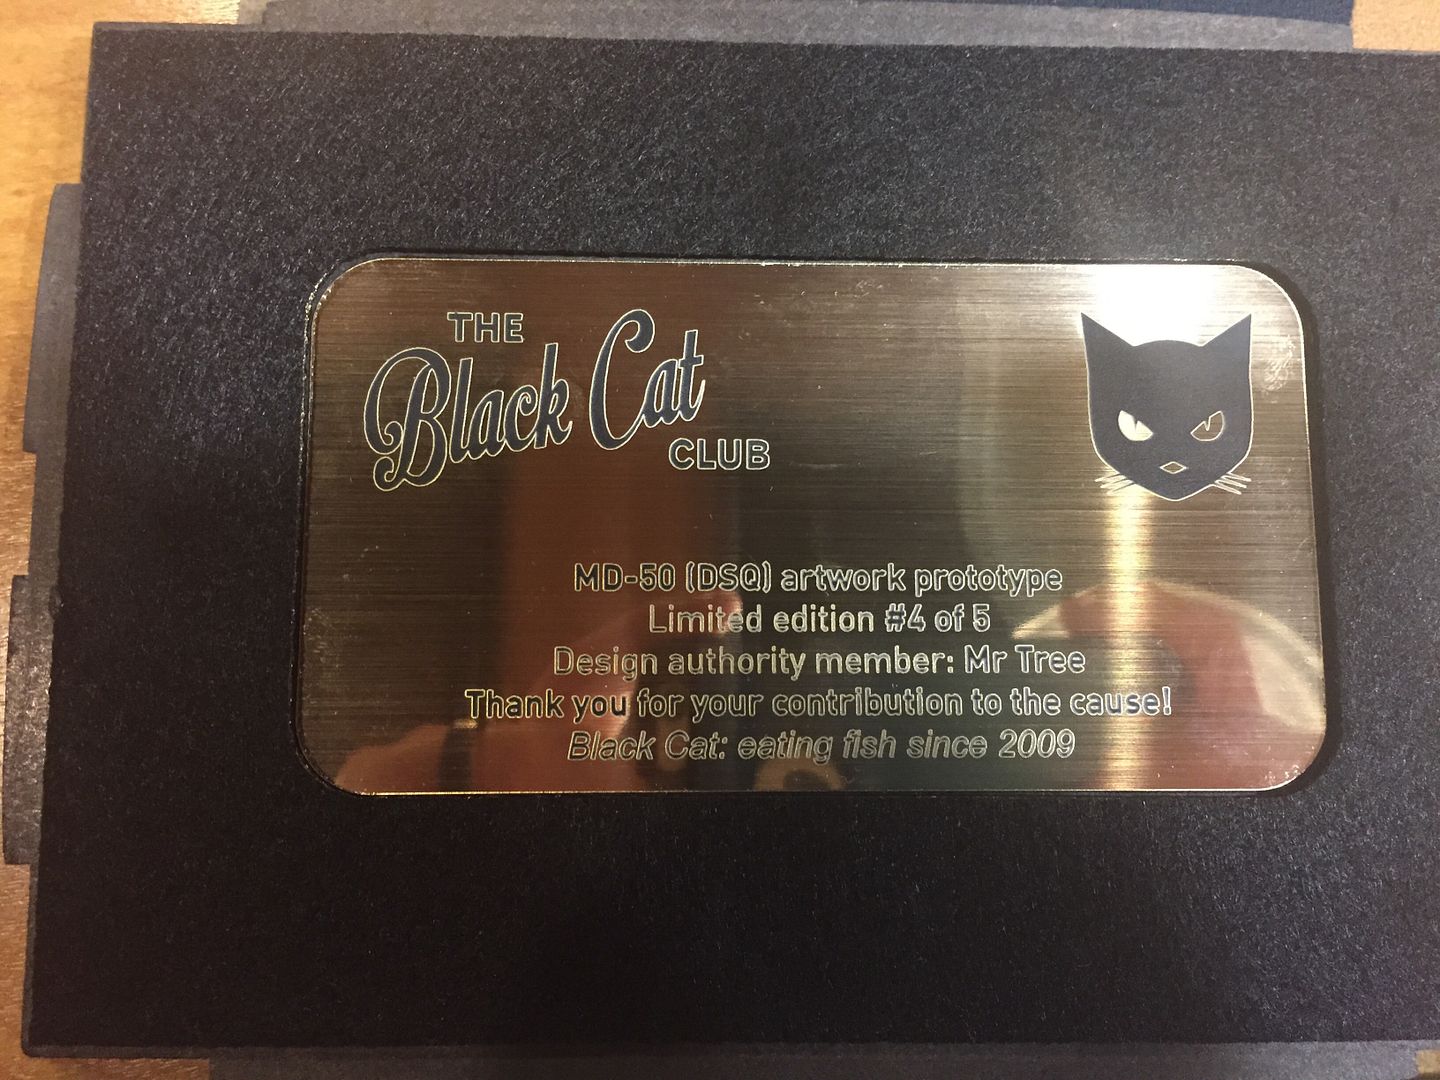 THE
Black Cat
CLUB
MD-50 (DSQ) artwork prototype
Limited edition #4 of 5
Design authority member: Mr Tree
Thank you for your contribution to the cause!
Black Cat: eating fish since 2009